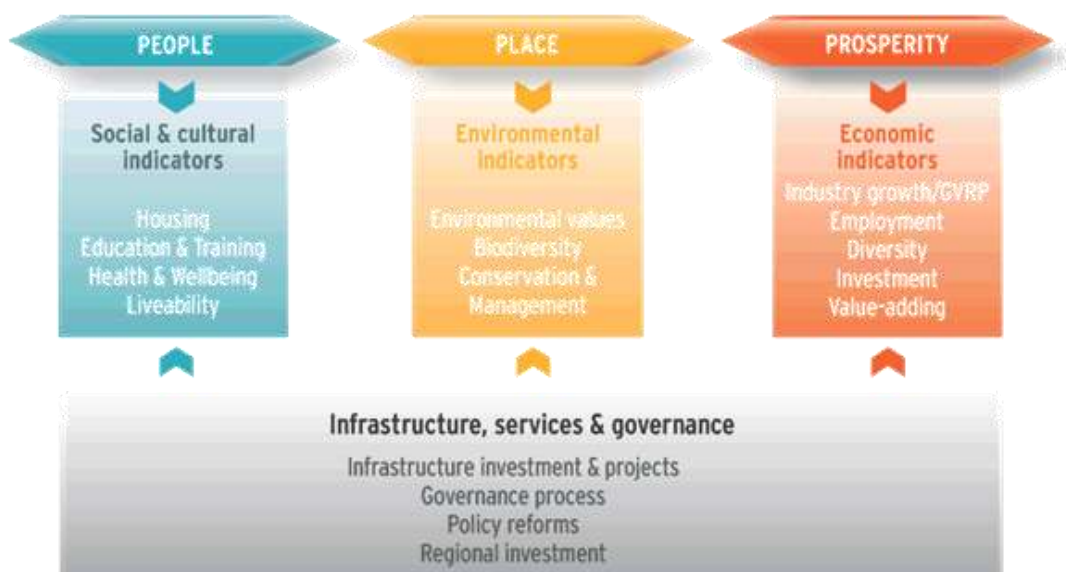 PEOPLE
Social & cultural
indicators
Housing
Education & Training
Health & Wellbeing
Liveability
PLACE
Environmental
indicators
Environmental values
Biodiversity
Conservation &
Management
PROSPERITY
Economic
indicators
Industry growth/GVRP
Employment
Diversity
Investment
Value-adding
Infrastructure, services & governance
Infrastructure investment & projects
Governance process
Policy reforms
Regional investment